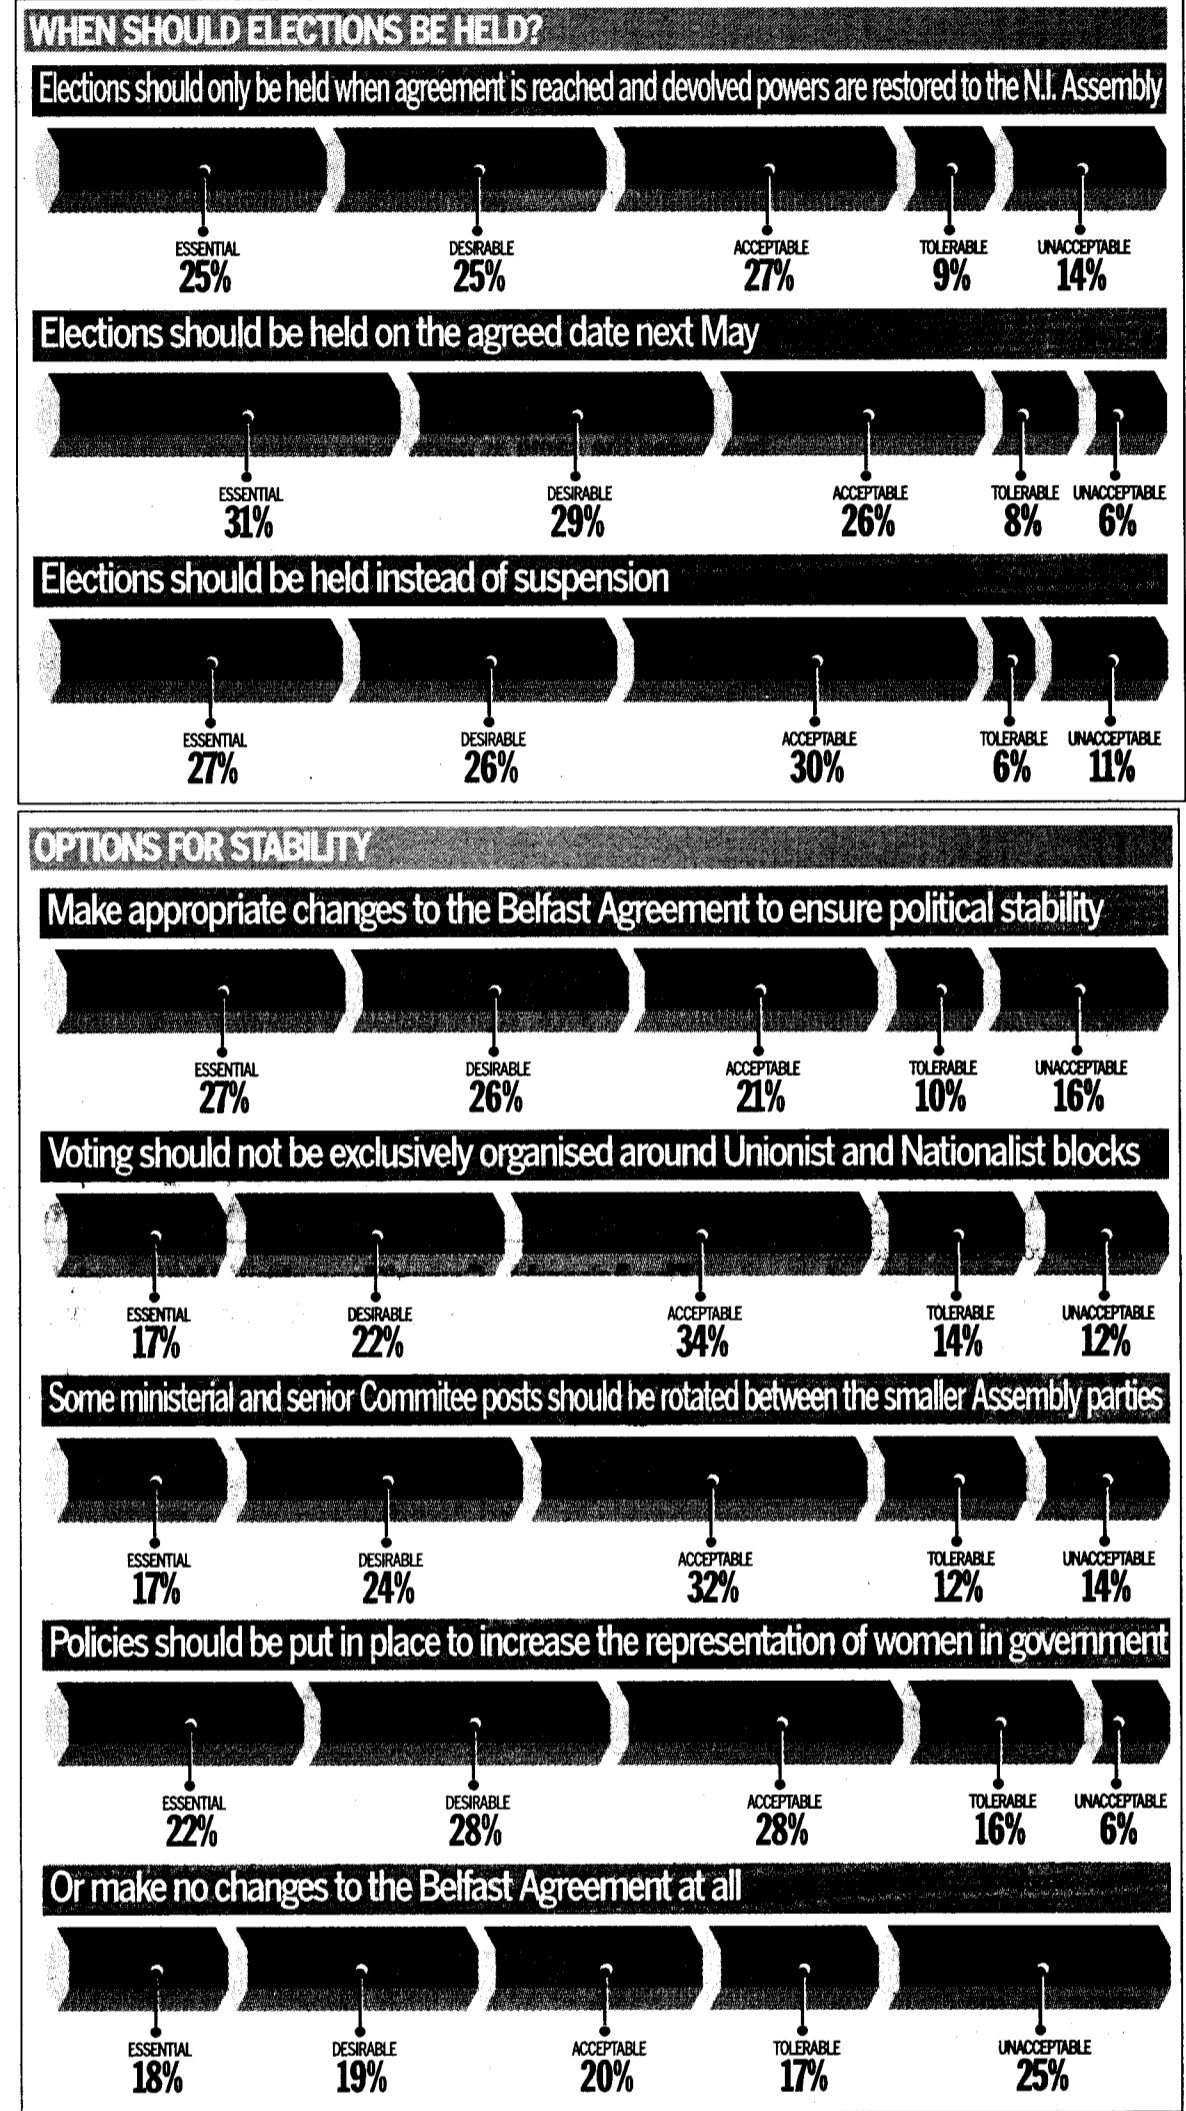 WHEN SHOULD ELECTIONS BE HELD?
Elections should only be held when agreement is reached and devolved powers are restored to the N.I. Assembly
ESSENTIAL DESIRABLE ACCEPTABLE TOLERABLE UNACCEPTABLE
25% 25% 27% 9% 14%
Elections should be held on the agreed date next May
ESSENTIAL DESIRABLE ACCEPTABLE TOLERABLE UNACCEPTABLE
31% 29% 26% 8% 6%
Elections should be held instead of suspension
ESSENTIAL DESIRABLE ACCEPTABLE TOLERABLE UNACCEPTABLE
27% 26% 30% 6% 11%
OPTIONS FOR STABILITY
Make appropriate changes to the Belfast Agreement to ensure political stability
ESSENTIAL DESIRABLE ACCEPTABLE TOLERABLE UNACCEPTABLE
27% 26% 21% 10% 16%
Voting should not be exclusively organised around Unionist and Nationalist blocks
ESSENTIAL DESIRABLE ACCEPTABLE TOLERABLE UNACCEPTABLE
17% 22% 34% 14% 12%
Some ministerial and senior Commitee posts should be rotated between the smaller Assembly parties
ESSENTIAL DESIRABLE ACCEPTABLE TOLERABLE UNACCEPTABLE
17% 24% 32% 12% 14%
Policies should be put in place to increase the representation of women in government
ESSENTIAL DESIRABLE ACCEPTABLE TOLERABLE UNACCEPTABLE
22% 28% 28% 16% 6%
Or make no changes to the Belfast Agreement at all
ESSENTIAL DESIRABLE ACCEPTABLE TOLERABLE UNACCEPTABLE
18% 19% 20% 17% 25%